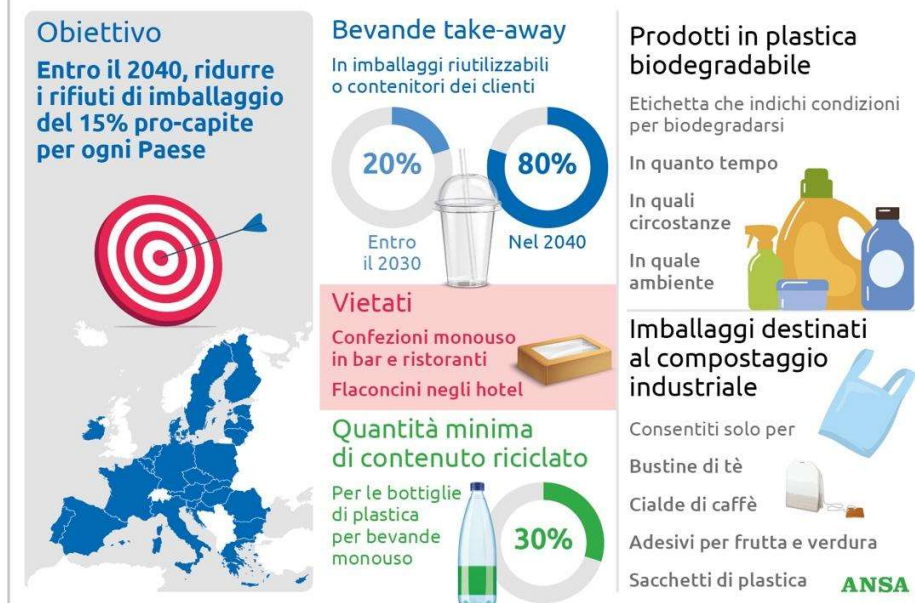 Obiettivo
Entro il 2040, ridurre
i rifiuti di imballaggio
del 15% pro-capite
per ogni Paese
Bevande take-away
In imballaggi riutilizzabili
o contenitori dei clienti
20%
80%
Entro
il 2030
Nel 2040
Vietati
Confezioni monouso
in bar e ristoranti
Flaconcini negli hotel
Quantità minima
di contenuto riciclato
Per le bottiglie
di plastica
per bevande
monouso
30%
Prodotti in plastica
biodegradabile
Etichetta che indichi condizioni
per biodegradarsi
In quanto tempo
In quali
circostanze
In quale
ambiente
Imballaggi destinati
al compostaggio
industriale
Consentiti solo per
Bustine di tè
Cialde di caffè
Adesivi per frutta e verdura
Sacchetti di plastica
ANSA